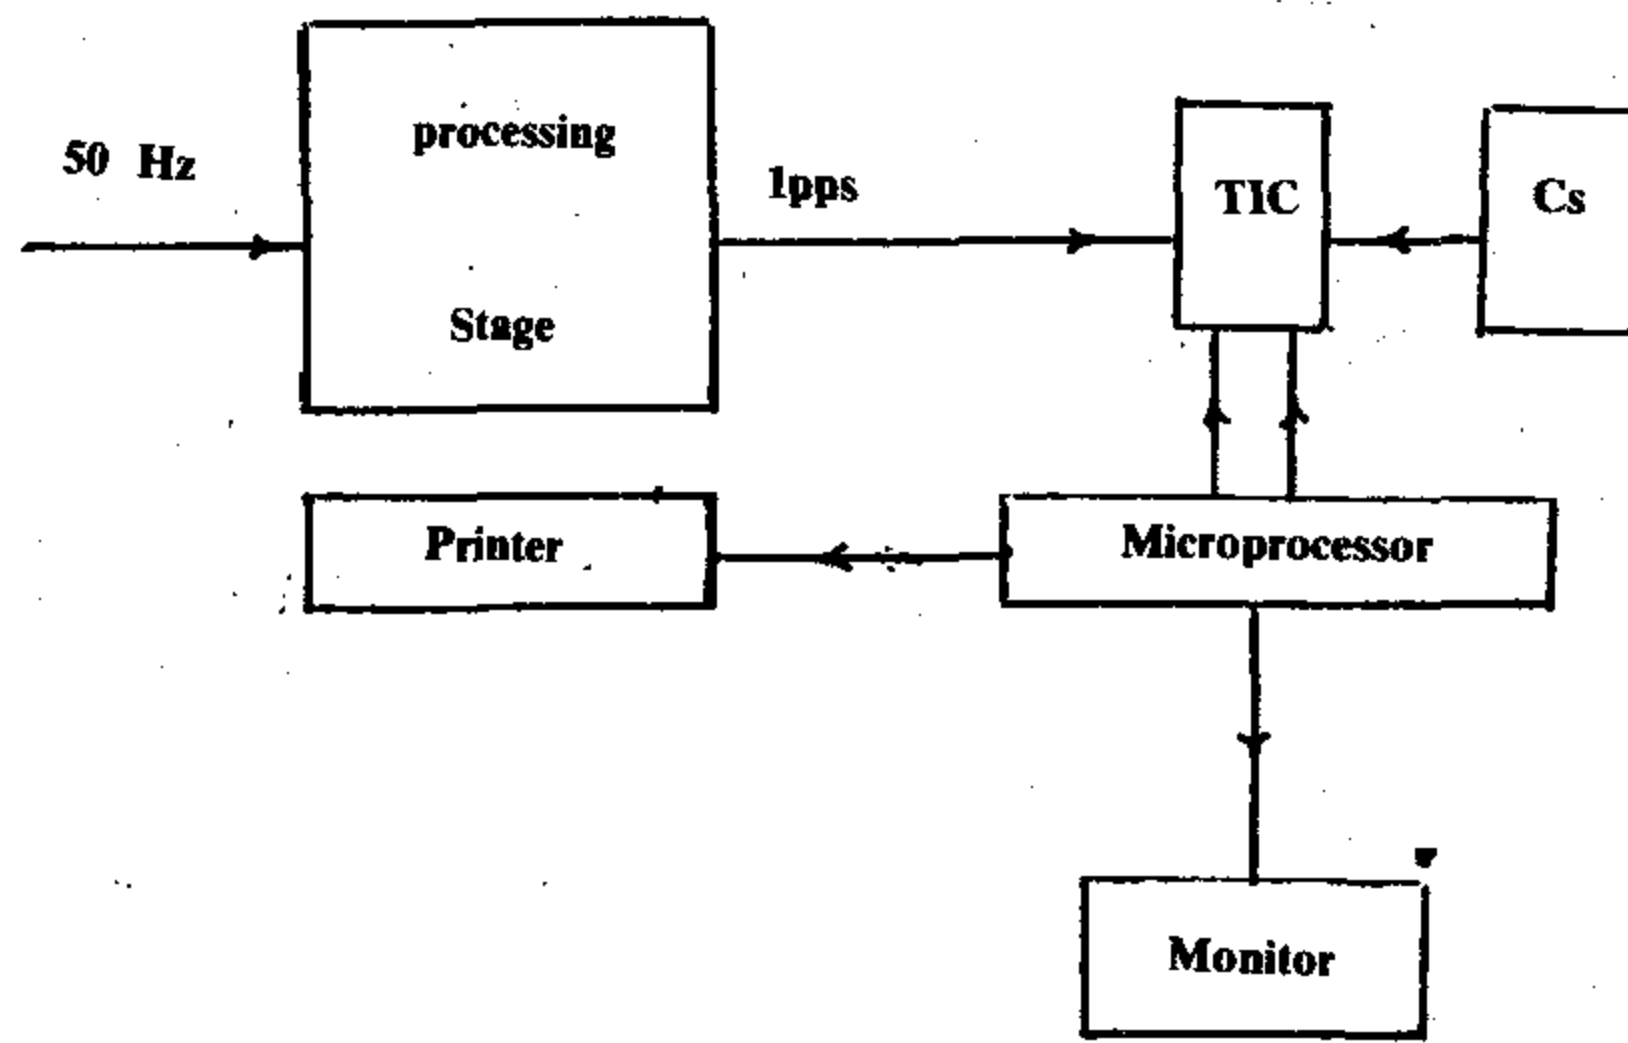 50 Hz
processing
Stage
1pps
TIC
Cs
Printer
Microprocessor
Monitor